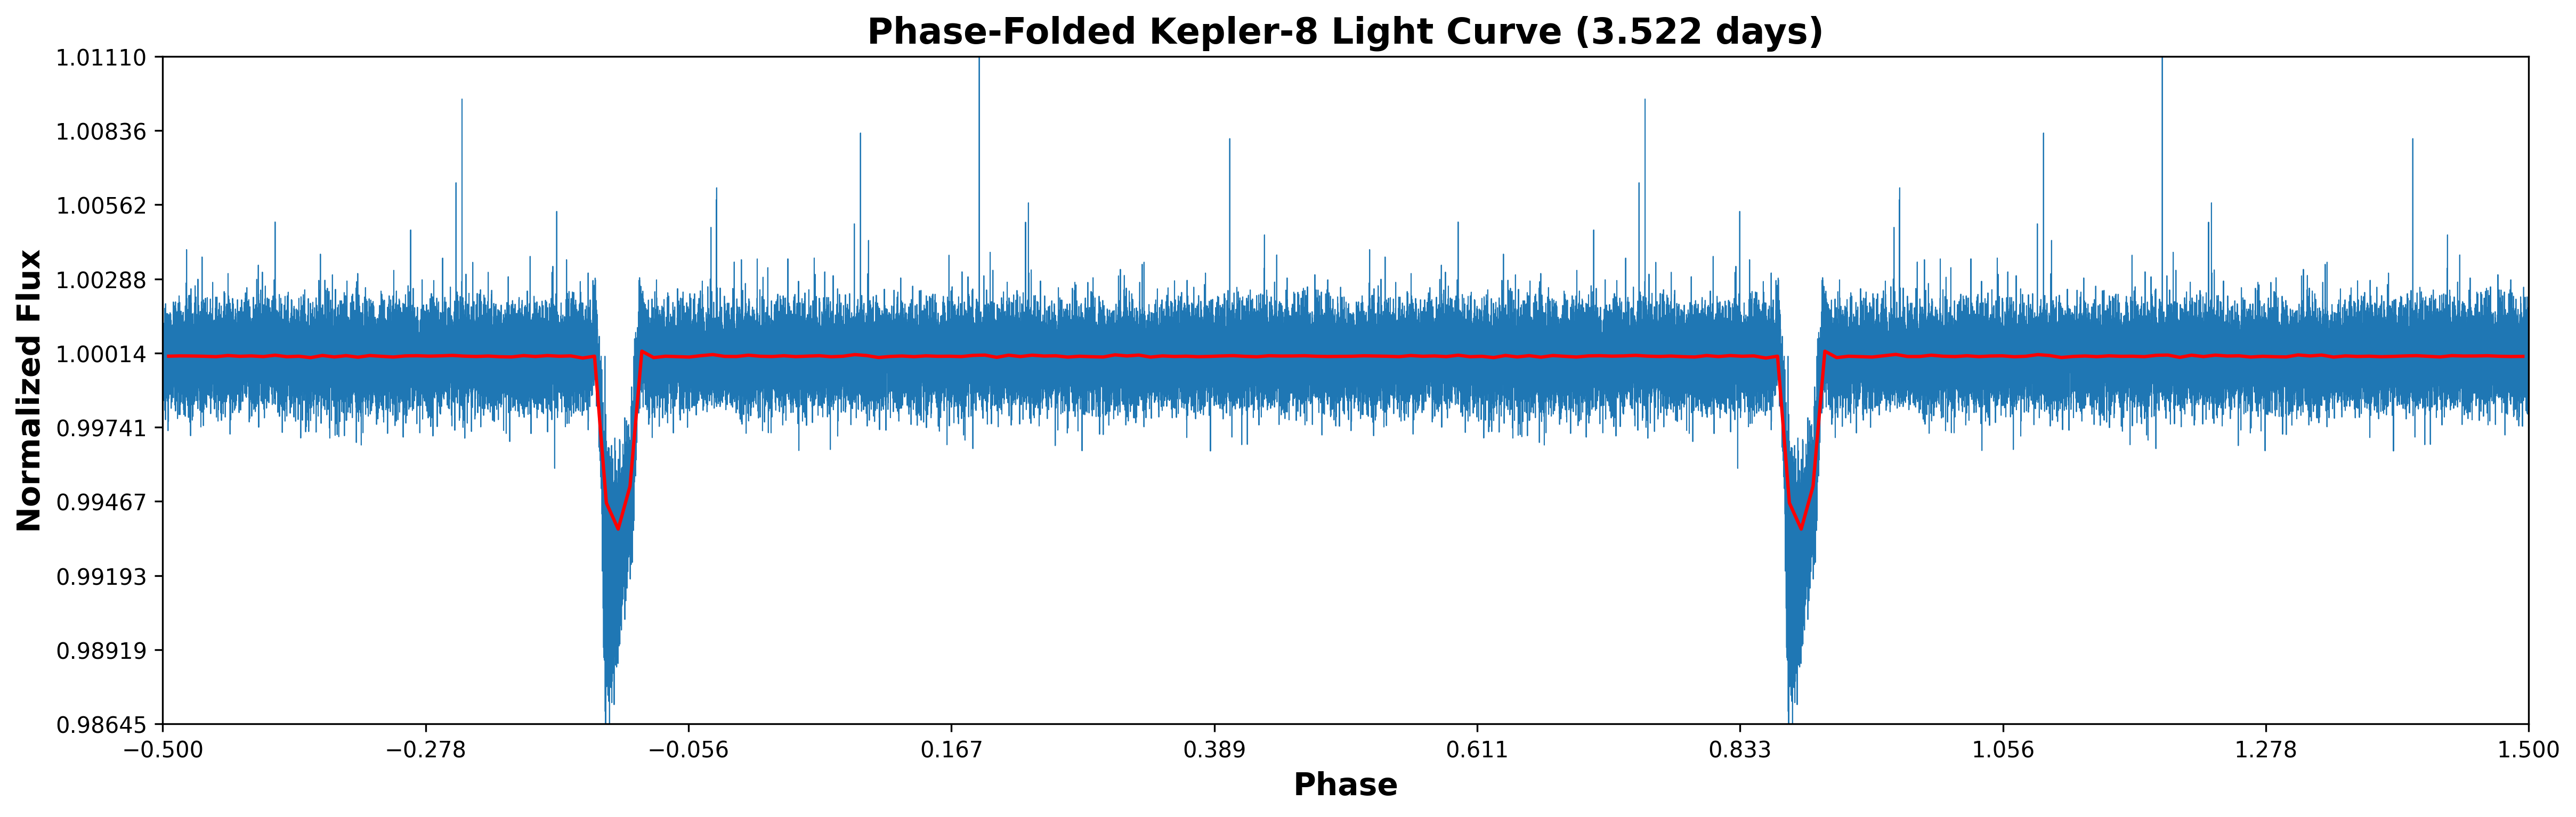 Phase-Folded Kepler-8 Light Curve (3.522 days)
Normalized Flux
1.01110
1.00836
1.00562
1.00288
1.00014
0.99741
0.99467
0.99193
0.98919
0.98645
−0.500 −0.278 −0.056 0.167 0.389 0.611 0.833 1.056 1.278 1.500
Phase